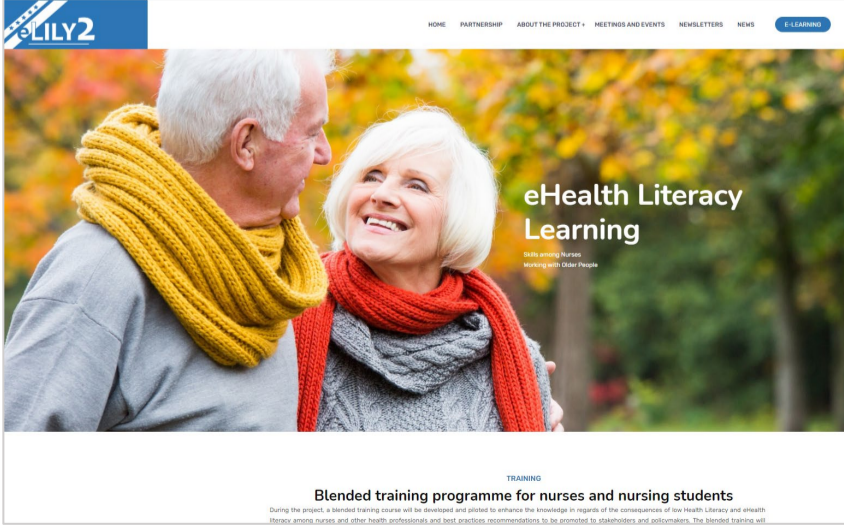 eLILY2
HOME PARTNERSHIP ABOUT THE PROJECT + MEETINGS AND EVENTS NEWSLETTERS NEWS E-LEARNING
eHealth Literacy
Learning
Skills among Nurses
Working with Older People
TRAINING
Blended training programme for nurses and nursing students
During the project, a blended training course will be developed and piloted to enhance the knowledge in regards of the consequences of low Health Literacy and eHealth
literacy among nurses and other health professionals and best practices recommendations to be promoted to stakeholders and policymakers. The blended training will